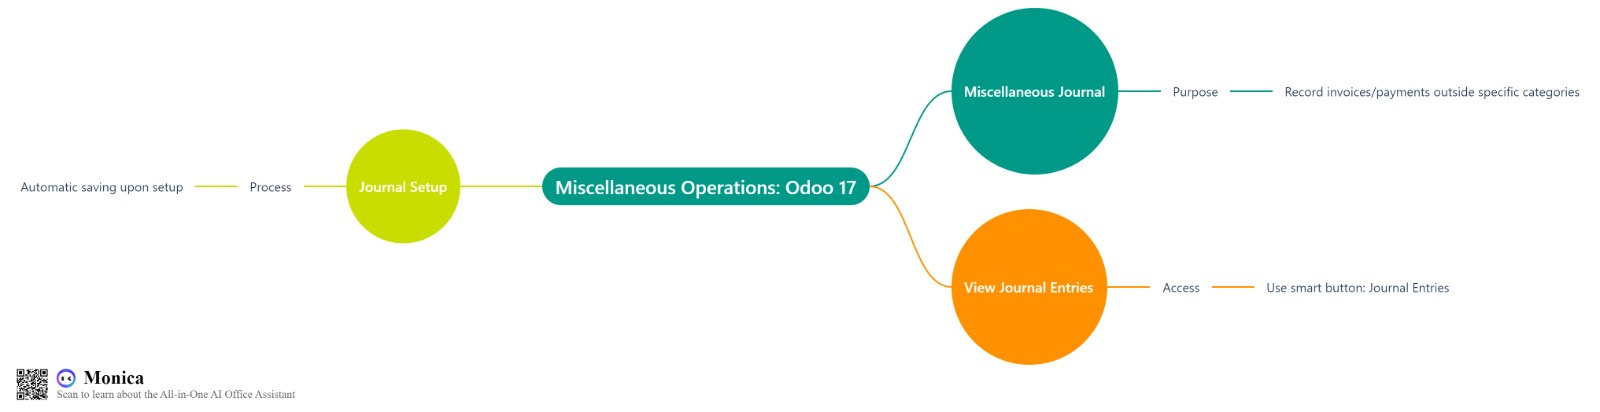 Miscellaneous Journal
Purpose
Record invoices/payments outside specific categories
Automatic saving upon setup
Process
Journal Setup
Miscellaneous Operations: Odoo 17
View Journal Entries
Access
Use smart button: Journal Entries
Monica
Scan to learn about the All-in-One AI Office Assistant